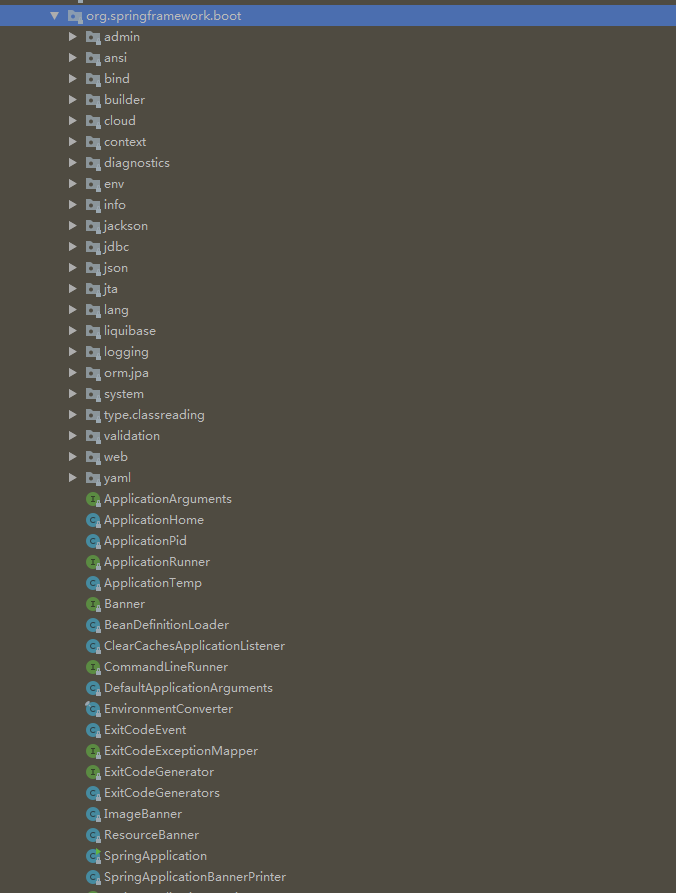 org.springframework.boot
admin
ansi
bind
builder
cloud
context
diagnostics
env
info
jackson
jdbc
json
jta
lang
liquibase
logging
orm.jpa
system
type.classreading
validation
web
yaml
ApplicationArguments
ApplicationHome
ApplicationPid
ApplicationRunner
ApplicationTemp
Banner
BeanDefinitionLoader
ClearCachesApplicationListener
CommandLineRunner
DefaultApplicationArguments
EnvironmentConverter
ExitCodeEvent
ExitCodeExceptionMapper
ExitCodeGenerator
ExitCodeGenerators
ImageBanner
ResourceBanner
SpringApplication
SpringApplicationBannerPrinter